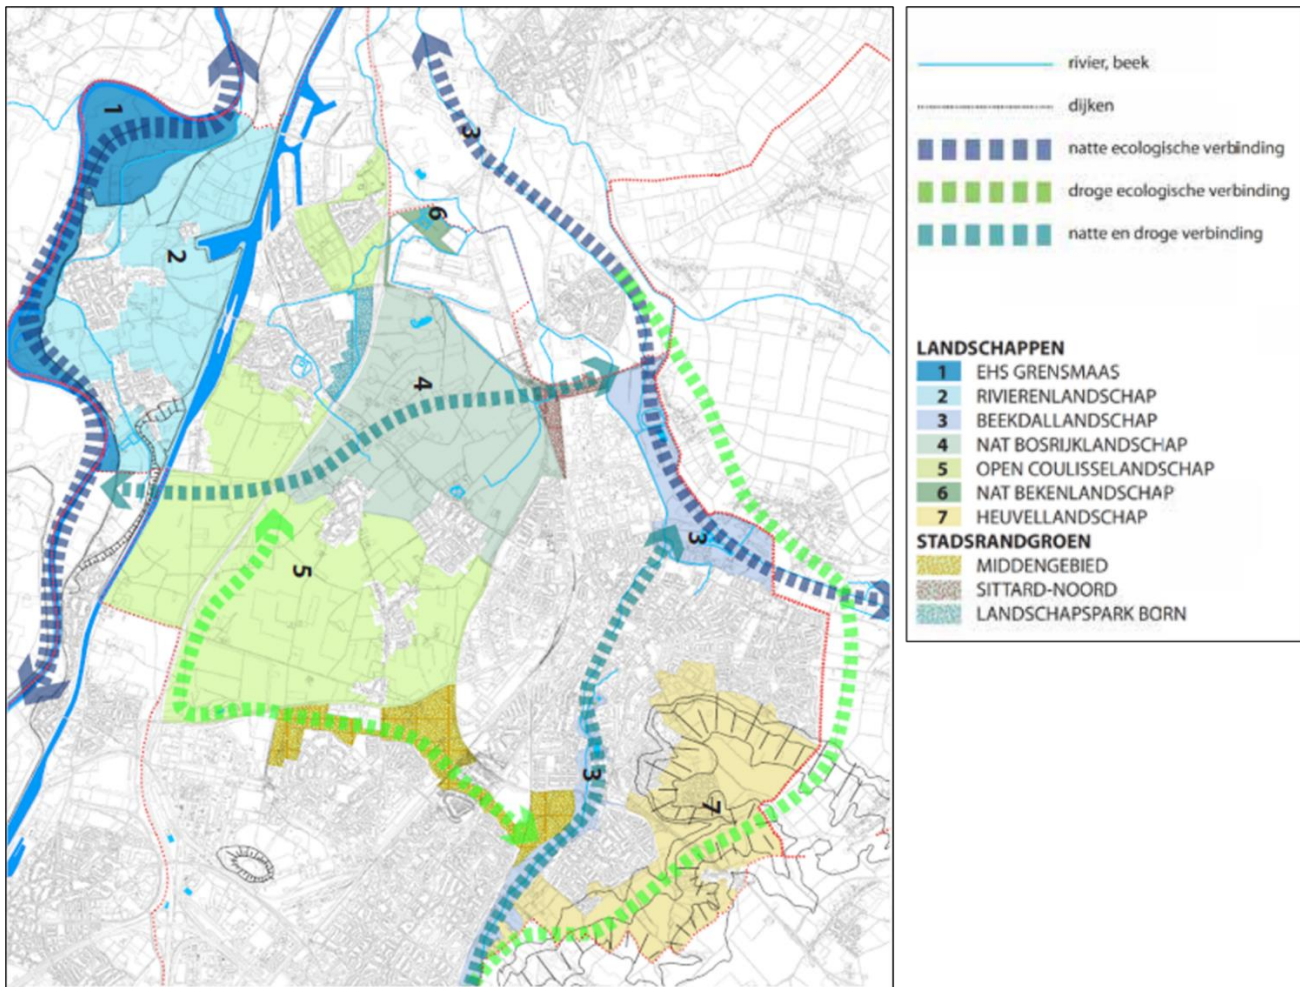 1
2
3
6
4
5
3
3
7
rivier, beek
dijken
natte ecologische verbinding
droge ecologische verbinding
natte en droge verbinding
LANDSCHAPPEN
1 EHS GRENSMAAS
2 RIVIERENLANDSCHAP
3 BEEKDALLANDSCHAP
4 NAT BOSRIJKLANDSCHAP
5 OPEN COULISSELANDSCHAP
6 NAT BEKENLANDSCHAP
7 HEUVELLANDSCHAP
STADSRANDGROEN
MIDDENGEBIED
SITTARD-NOORD
LANDSCHAPSPARK BORN